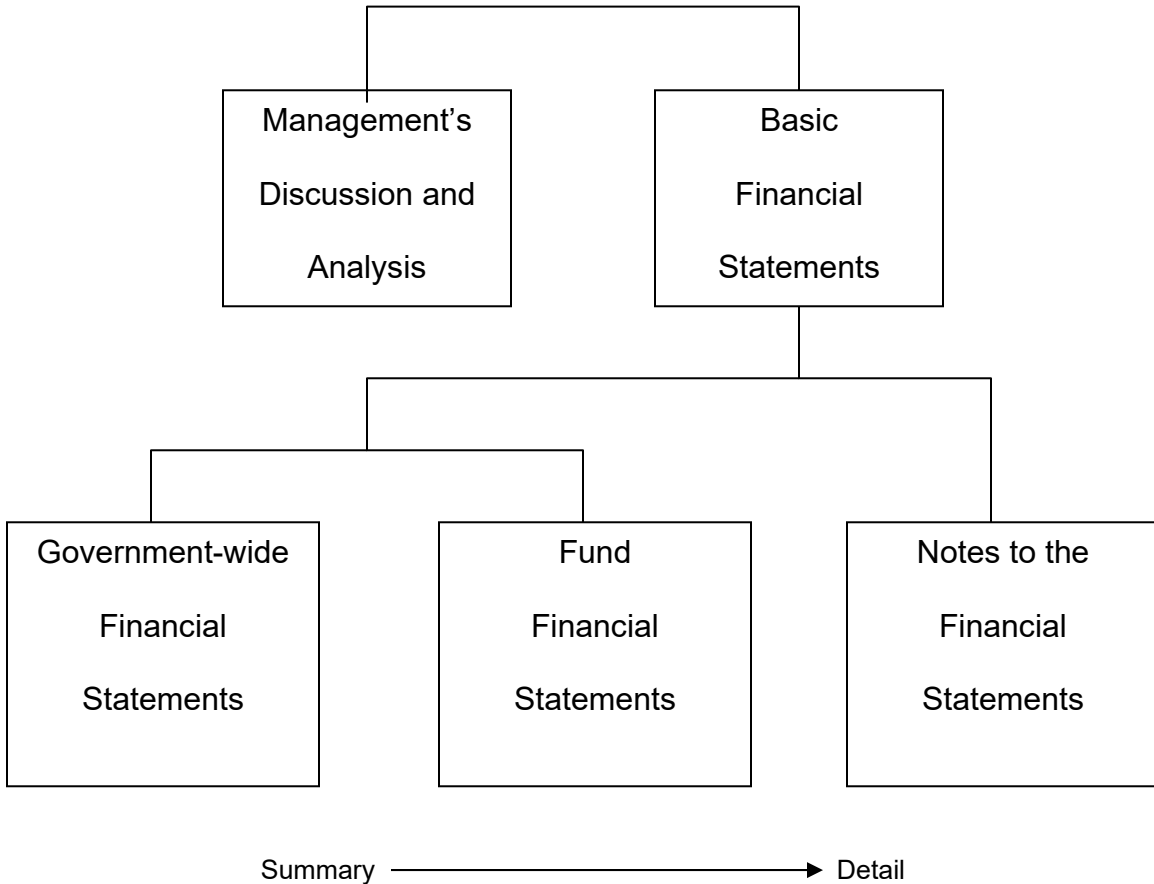 Management’s
Discussion and
Analysis
Basic
Financial
Statements
Government-wide
Financial
Statements
Fund
Financial
Statements
Notes to the
Financial
Statements
Summary
Detail